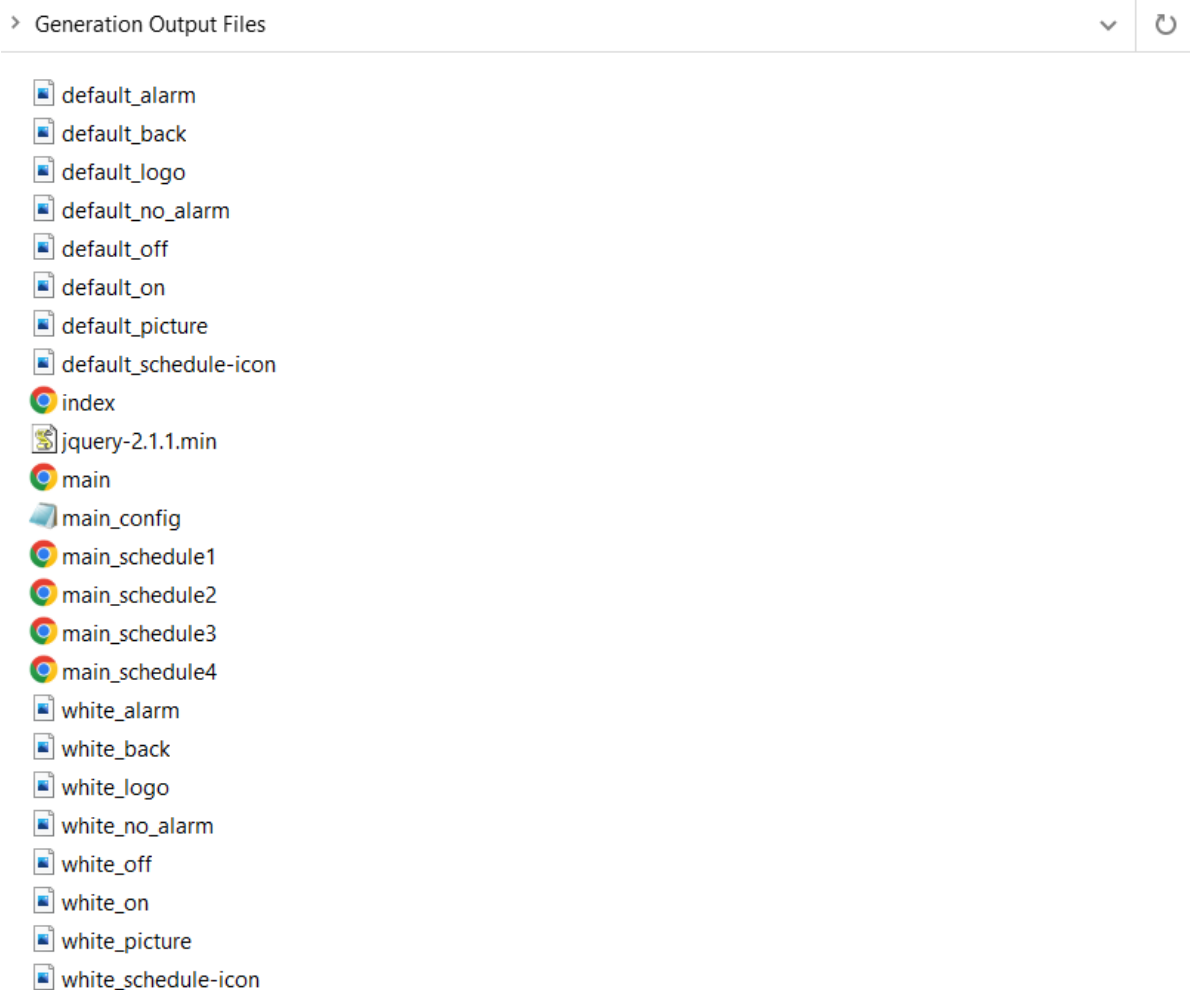 Generation Output Files
default_alarm
default_back
default_logo
default_no_alarm
default_off
default_on
default_picture
default_schedule-icon
index
jquery-2.1.1.min
main
main_config
main_schedule1
main_schedule2
main_schedule3
main_schedule4
white_alarm
white_back
white_logo
white_no_alarm
white_off
white_on
white_picture
white_schedule-icon